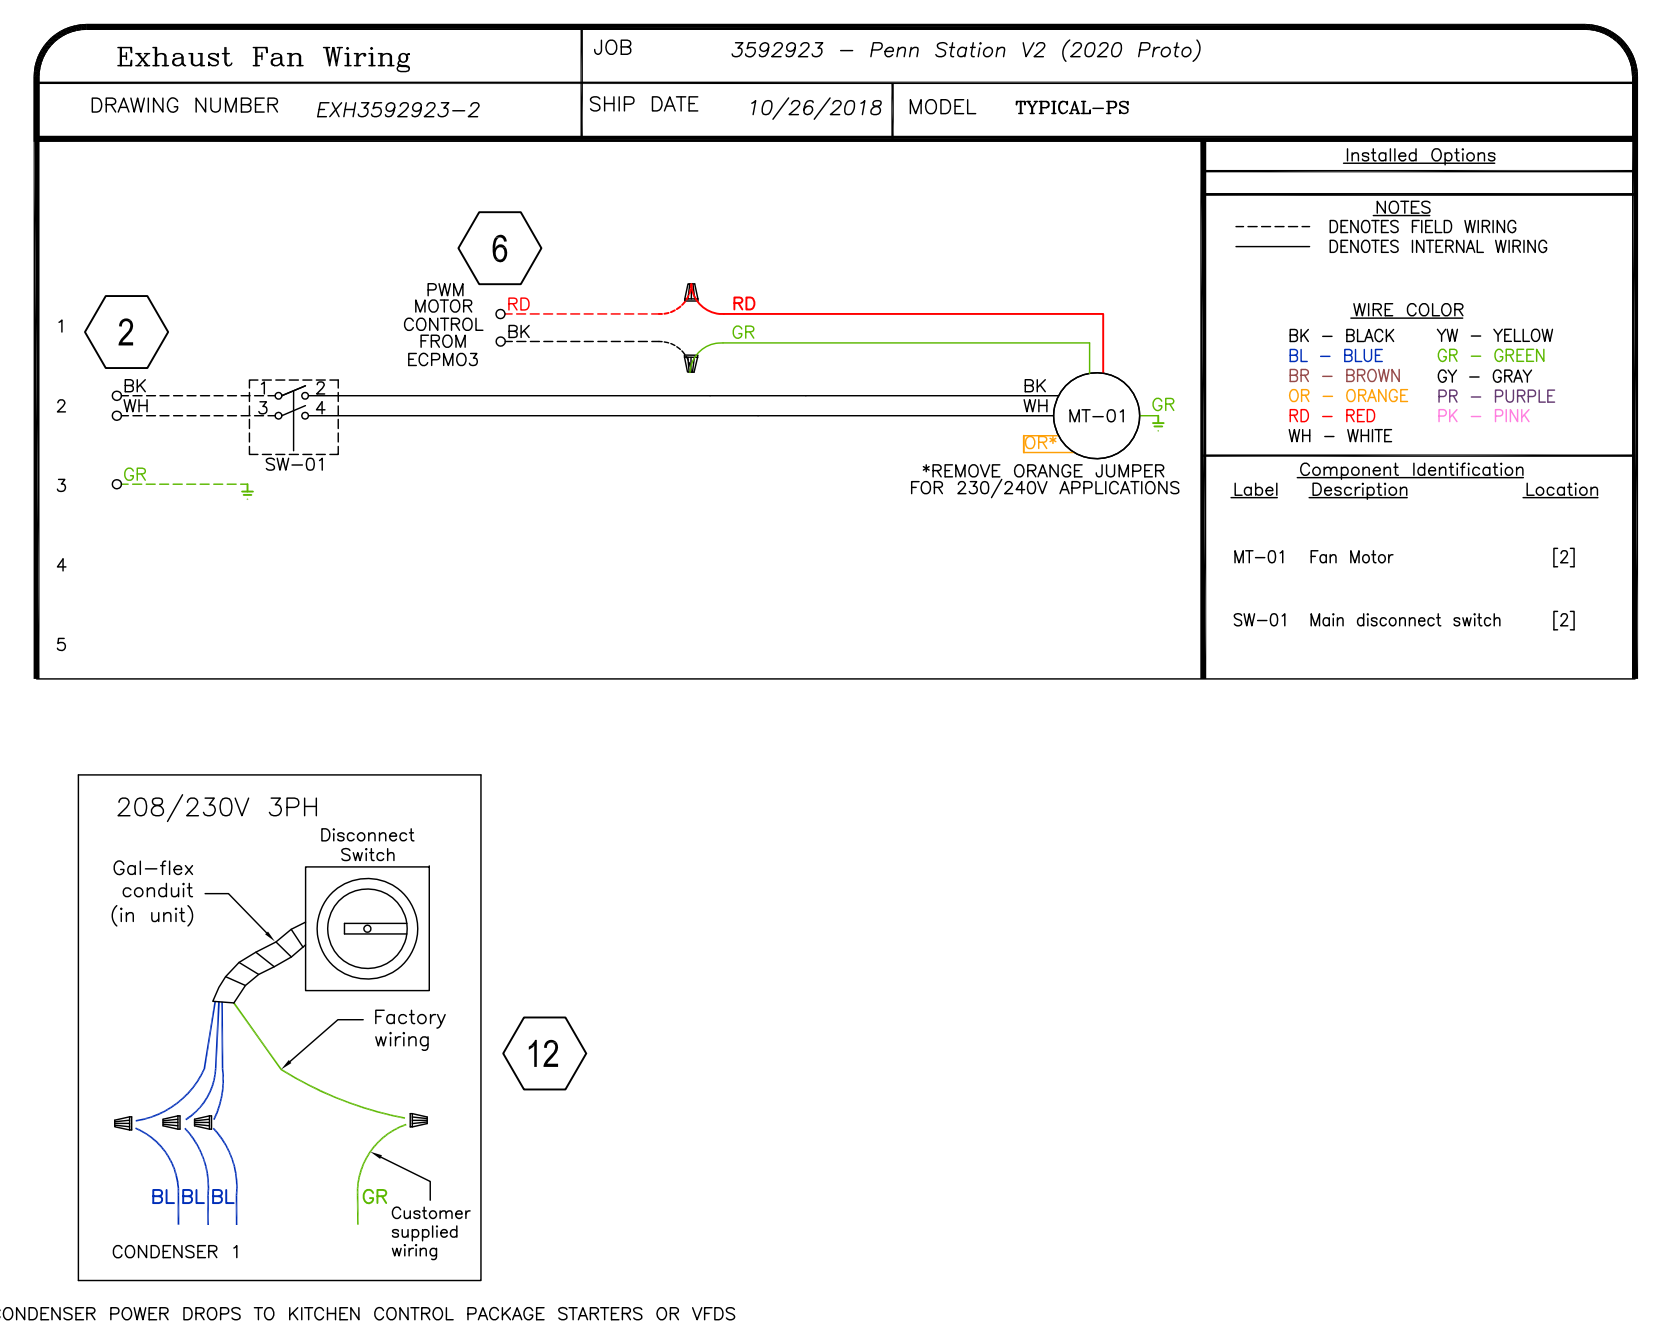 Exhaust Fan Wiring
JOB 3592923 - Penn Station V2 (2020 Proto)
DRAWING NUMBER EXH3592923-2
SHIP DATE 10/26/2018
MODEL TYPICAL-PS
Installed Options
NOTES
DENOTES FIELD WIRING
DENOTES INTERNAL WIRING
WIRE COLOR
BK - BLACK YW - YELLOW
BL - BLUE GR - GREEN
BR - BROWN GY - GRAY
OR - ORANGE PR - PURPLE
RD - RED PK - PINK
WH - WHITE
Component Identification
Label Description Location
MT-01 Fan Motor [2]
SW-01 Main disconnect switch [2]
6
PWM
MOTOR
CONTROL
FROM
ECPM03
RD
RD
BK
GR
1
2
2
BK
WH
1 2
3 4
SW-01
BK
WH
MT-01
GR
OR*
*REMOVE ORANGE JUMPER
FOR 230/240V APPLICATIONS
3
GR
4
5
208/230V 3PH
Disconnect
Switch
Gal-flex
conduit
(in unit)
Factory
wiring
12
BL BL BL
GR
Customer
supplied
wiring
CONDENSER 1
POWER DROPS TO KITCHEN CONTROL PACKAGE STARTERS OR VFDS